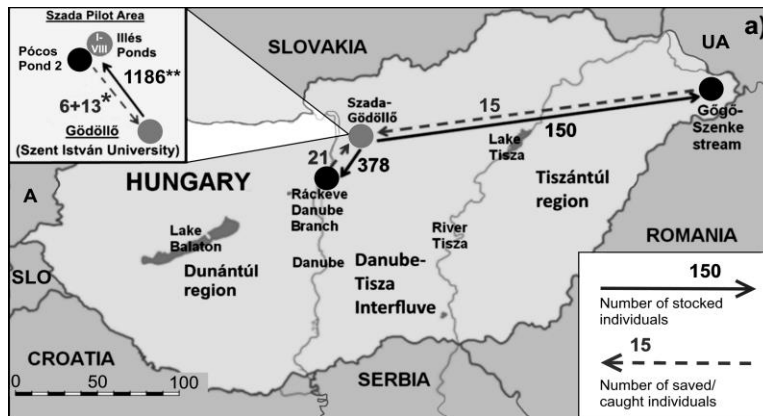 Szada Pilot Area
Pócos
Pond 2
I-
VIII
Illés
Ponds
1186**
6+13*
Gödöllő
(Szent István University)
SLOVAKIA
UA
a)
Szada-
Gödöllő
15
150
Gőgő-
Szenke
stream
21
378
Lake
Tisza
HUNGARY
Tiszántúl
region
A
Ráckeve
Danube
Branch
River
Tisza
ROMANIA
Lake
Balaton
Danube
SLO
Dunántúl
region
Danube-
Tisza
Interfluve
150
Number of stocked
individuals
15
Number of saved/
caught individuals
CROATIA
SERBIA
0 50 100